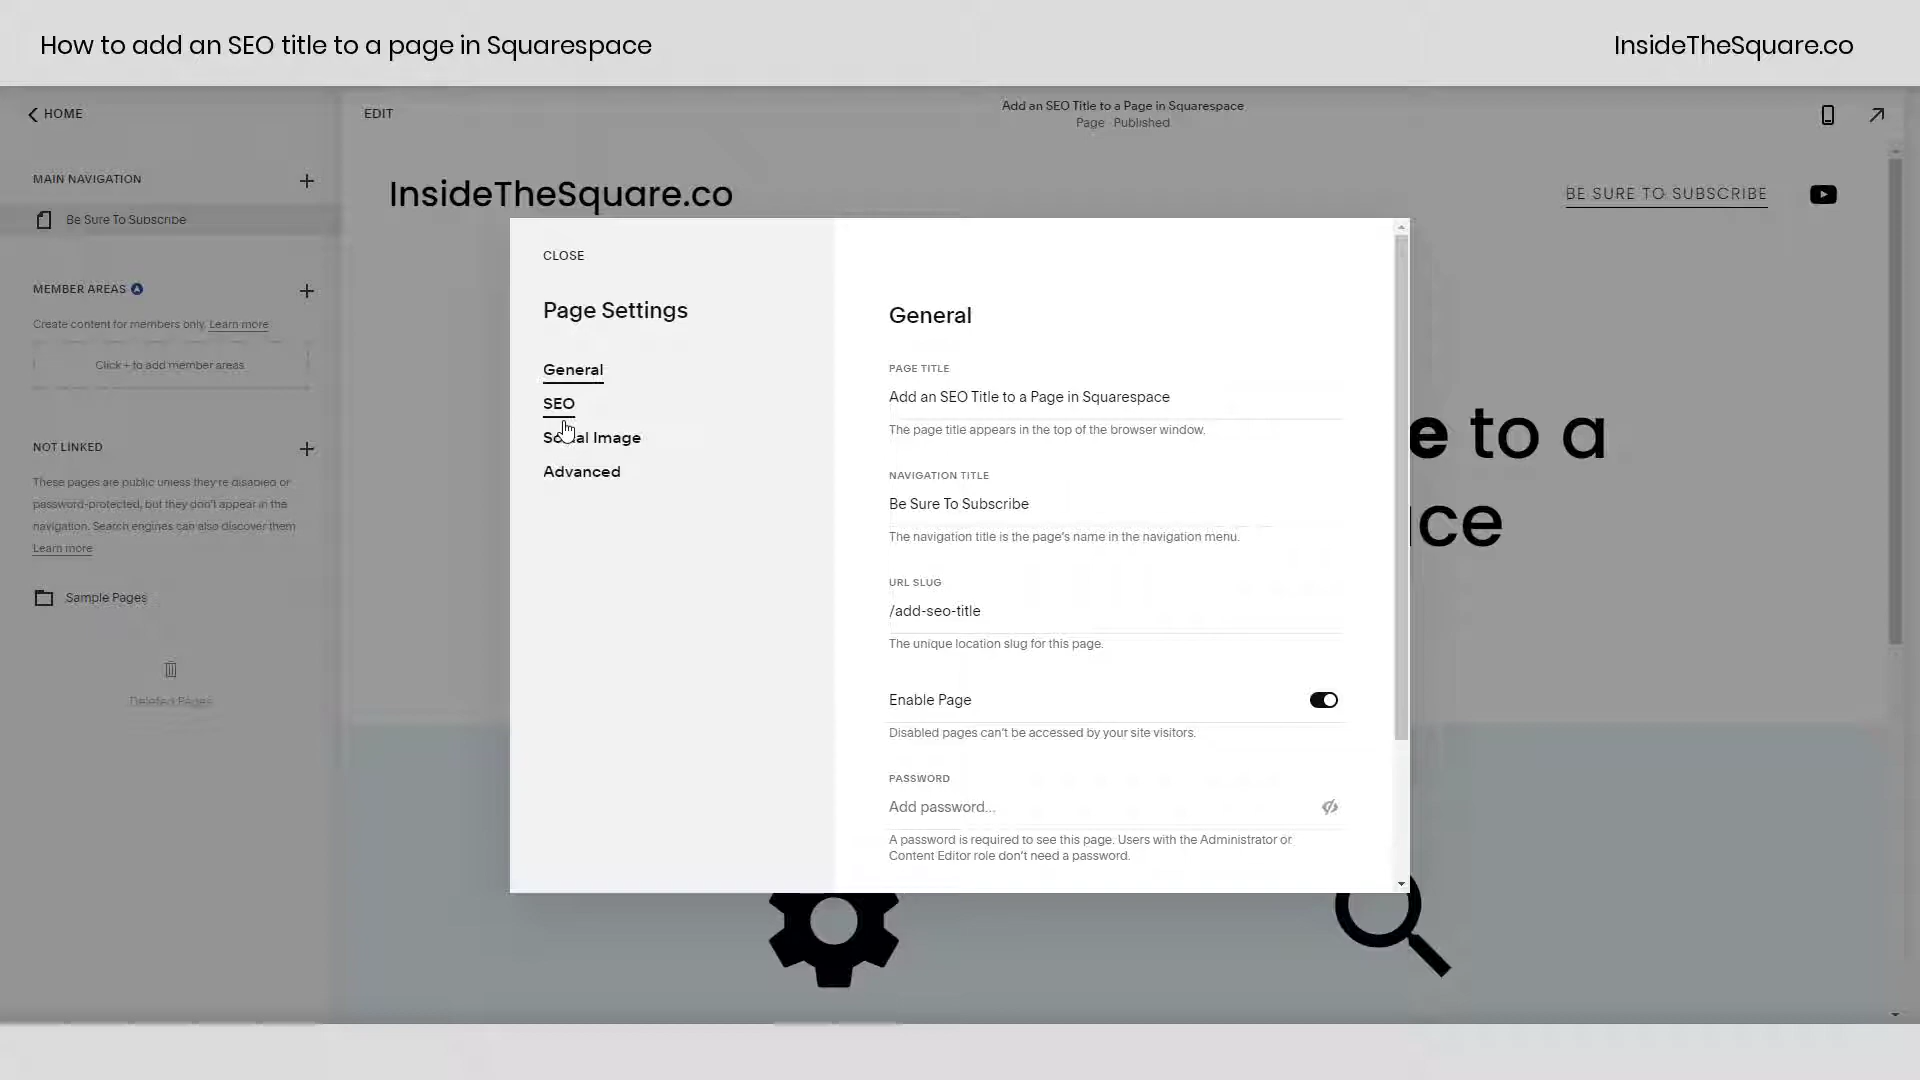 How to add an SEO title to a page in Squarespace
InsideTheSquare.co
HOME
EDIT
Add an SEO Title to a Page in Squarespace
Page · Published
MAIN NAVIGATION
Be Sure To Subscribe
InsideTheSquare.co
BE SURE TO SUBSCRIBE
MEMBER AREAS
Create content for members only. Learn more
Click + to add member areas
NOT LINKED
These pages are public unless they're disabled or
password-protected, but they don't appear in the
navigation. Search engines can also discover them
Learn more
Sample Pages
Deleted Pages
CLOSE
Page Settings
General
SEO
Social Image
Advanced
General
PAGE TITLE
Add an SEO Title to a Page in Squarespace
The page title appears in the top of the browser window.
NAVIGATION TITLE
Be Sure To Subscribe
The navigation title is the page's name in the navigation menu.
URL SLUG
/add-seo-title
The unique location slug for this page.
Enable Page
Disabled pages can't be accessed by your site visitors.
PASSWORD
Add password...
A password is required to see this page. Users with the Administrator or
Content Editor role don't need a password.
e to a
ce